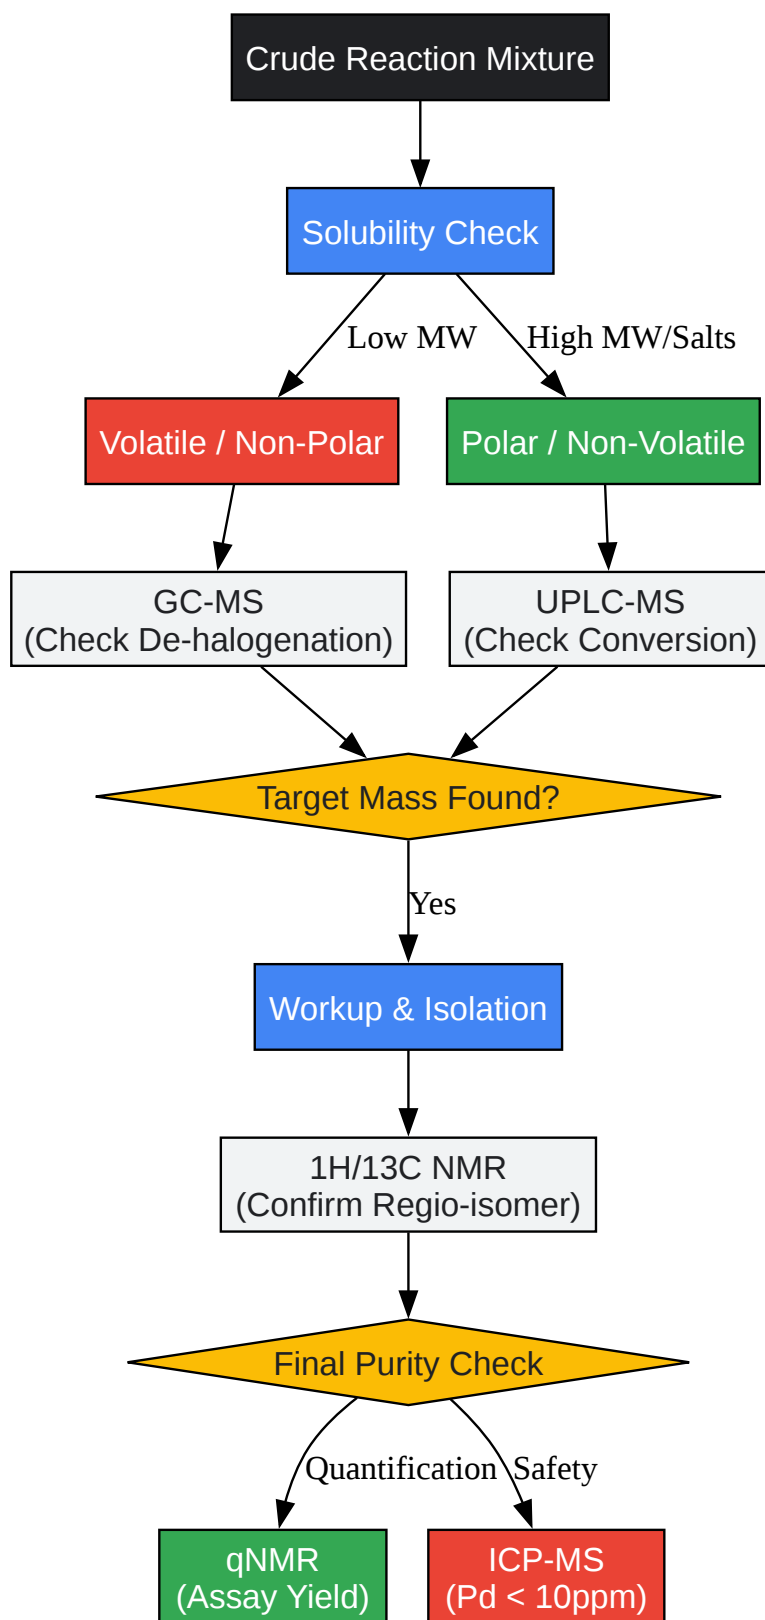 Crude Reaction Mixture
Solubility Check
Low MW
High MW/Salts
Volatile / Non-Polar
Polar / Non-Volatile
GC-MS
(Check De-halogenation)
UPLC-MS
(Check Conversion)
Target Mass Found?
Yes
Workup & Isolation
1H/13C NMR
(Confirm Regio-isomer)
Final Purity Check
Quantification
Safety
qNMR
(Assay Yield)
ICP-MS
(Pd < 10ppm)